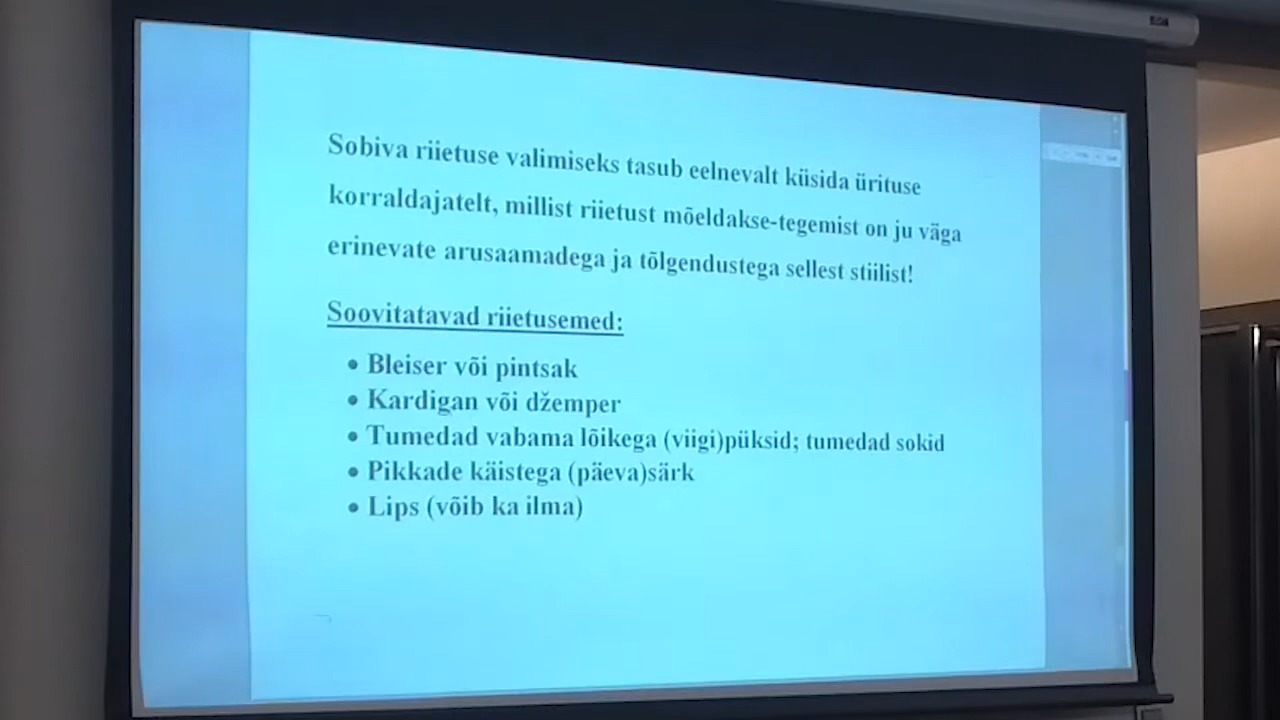 Sobiva riietuse valimiseks tasub eelnevalt küsida ürituse
korraldajatelt, millist riietust mõeldakse-tegemist on ju väga
erinevate arusaamadega ja tõlgendustega sellest stiilist!
Soovitatavad riietusemed:
• Bleiser või pintsak
• Kardigan või džemper
• Tumedad vabama lõikega (viigi)püksid; tumedad sokid
• Pikkade käistega (päeva)särk
• Lips (võib ka ilma)